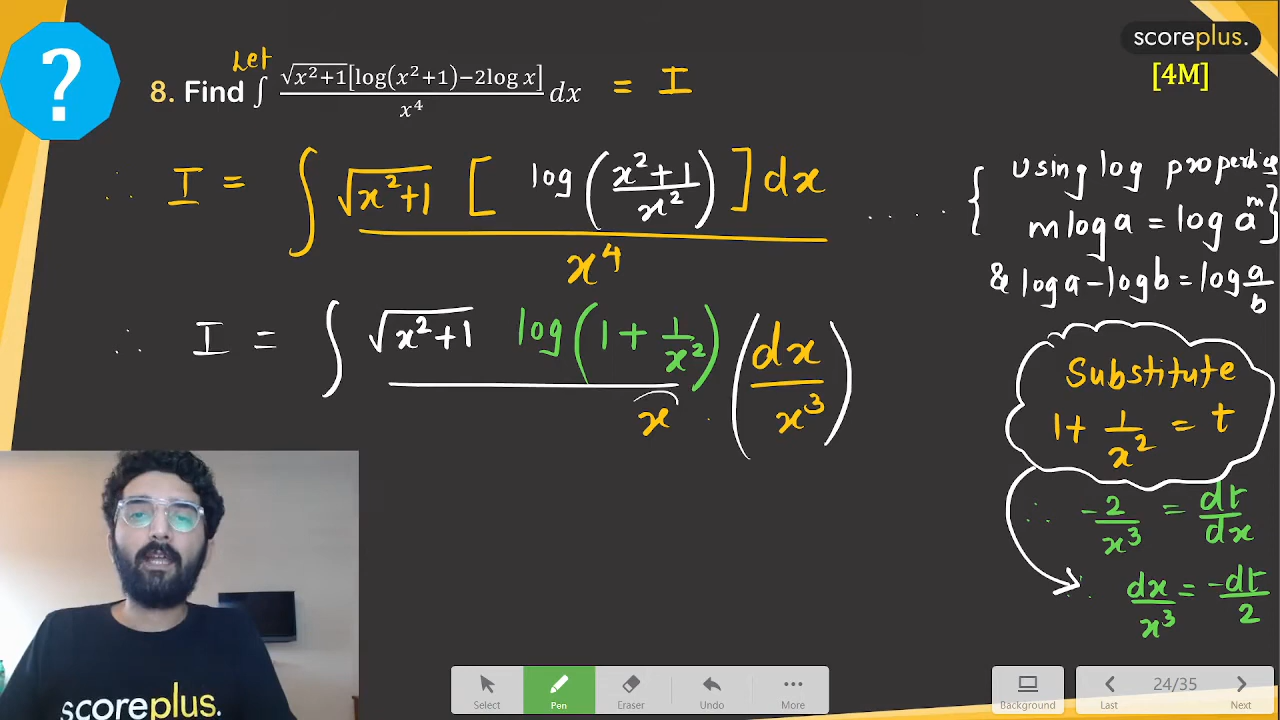 ?
scoreplus.
[4M]
Let
8. Find ∫ √x²+1[log(x²+1)−2log x] / x⁴ dx = I
∴ I = ∫ √x²+1 [ log(x²+1 / x²) ] dx / x⁴ ..... { using log properties
m log a = log aᵐ }
& log a - log b = log a/b
∴ I = ∫ √x²+1 log(1 + 1/x²) / x . (dx / x³)
Substitute
1 + 1/x² = t
∴ -2/x³ = dt/dx
∴ dx/x³ = -dt/2
scoreplus.
Select
Pen
Eraser
Undo
More
Background
Last
24/35
Next